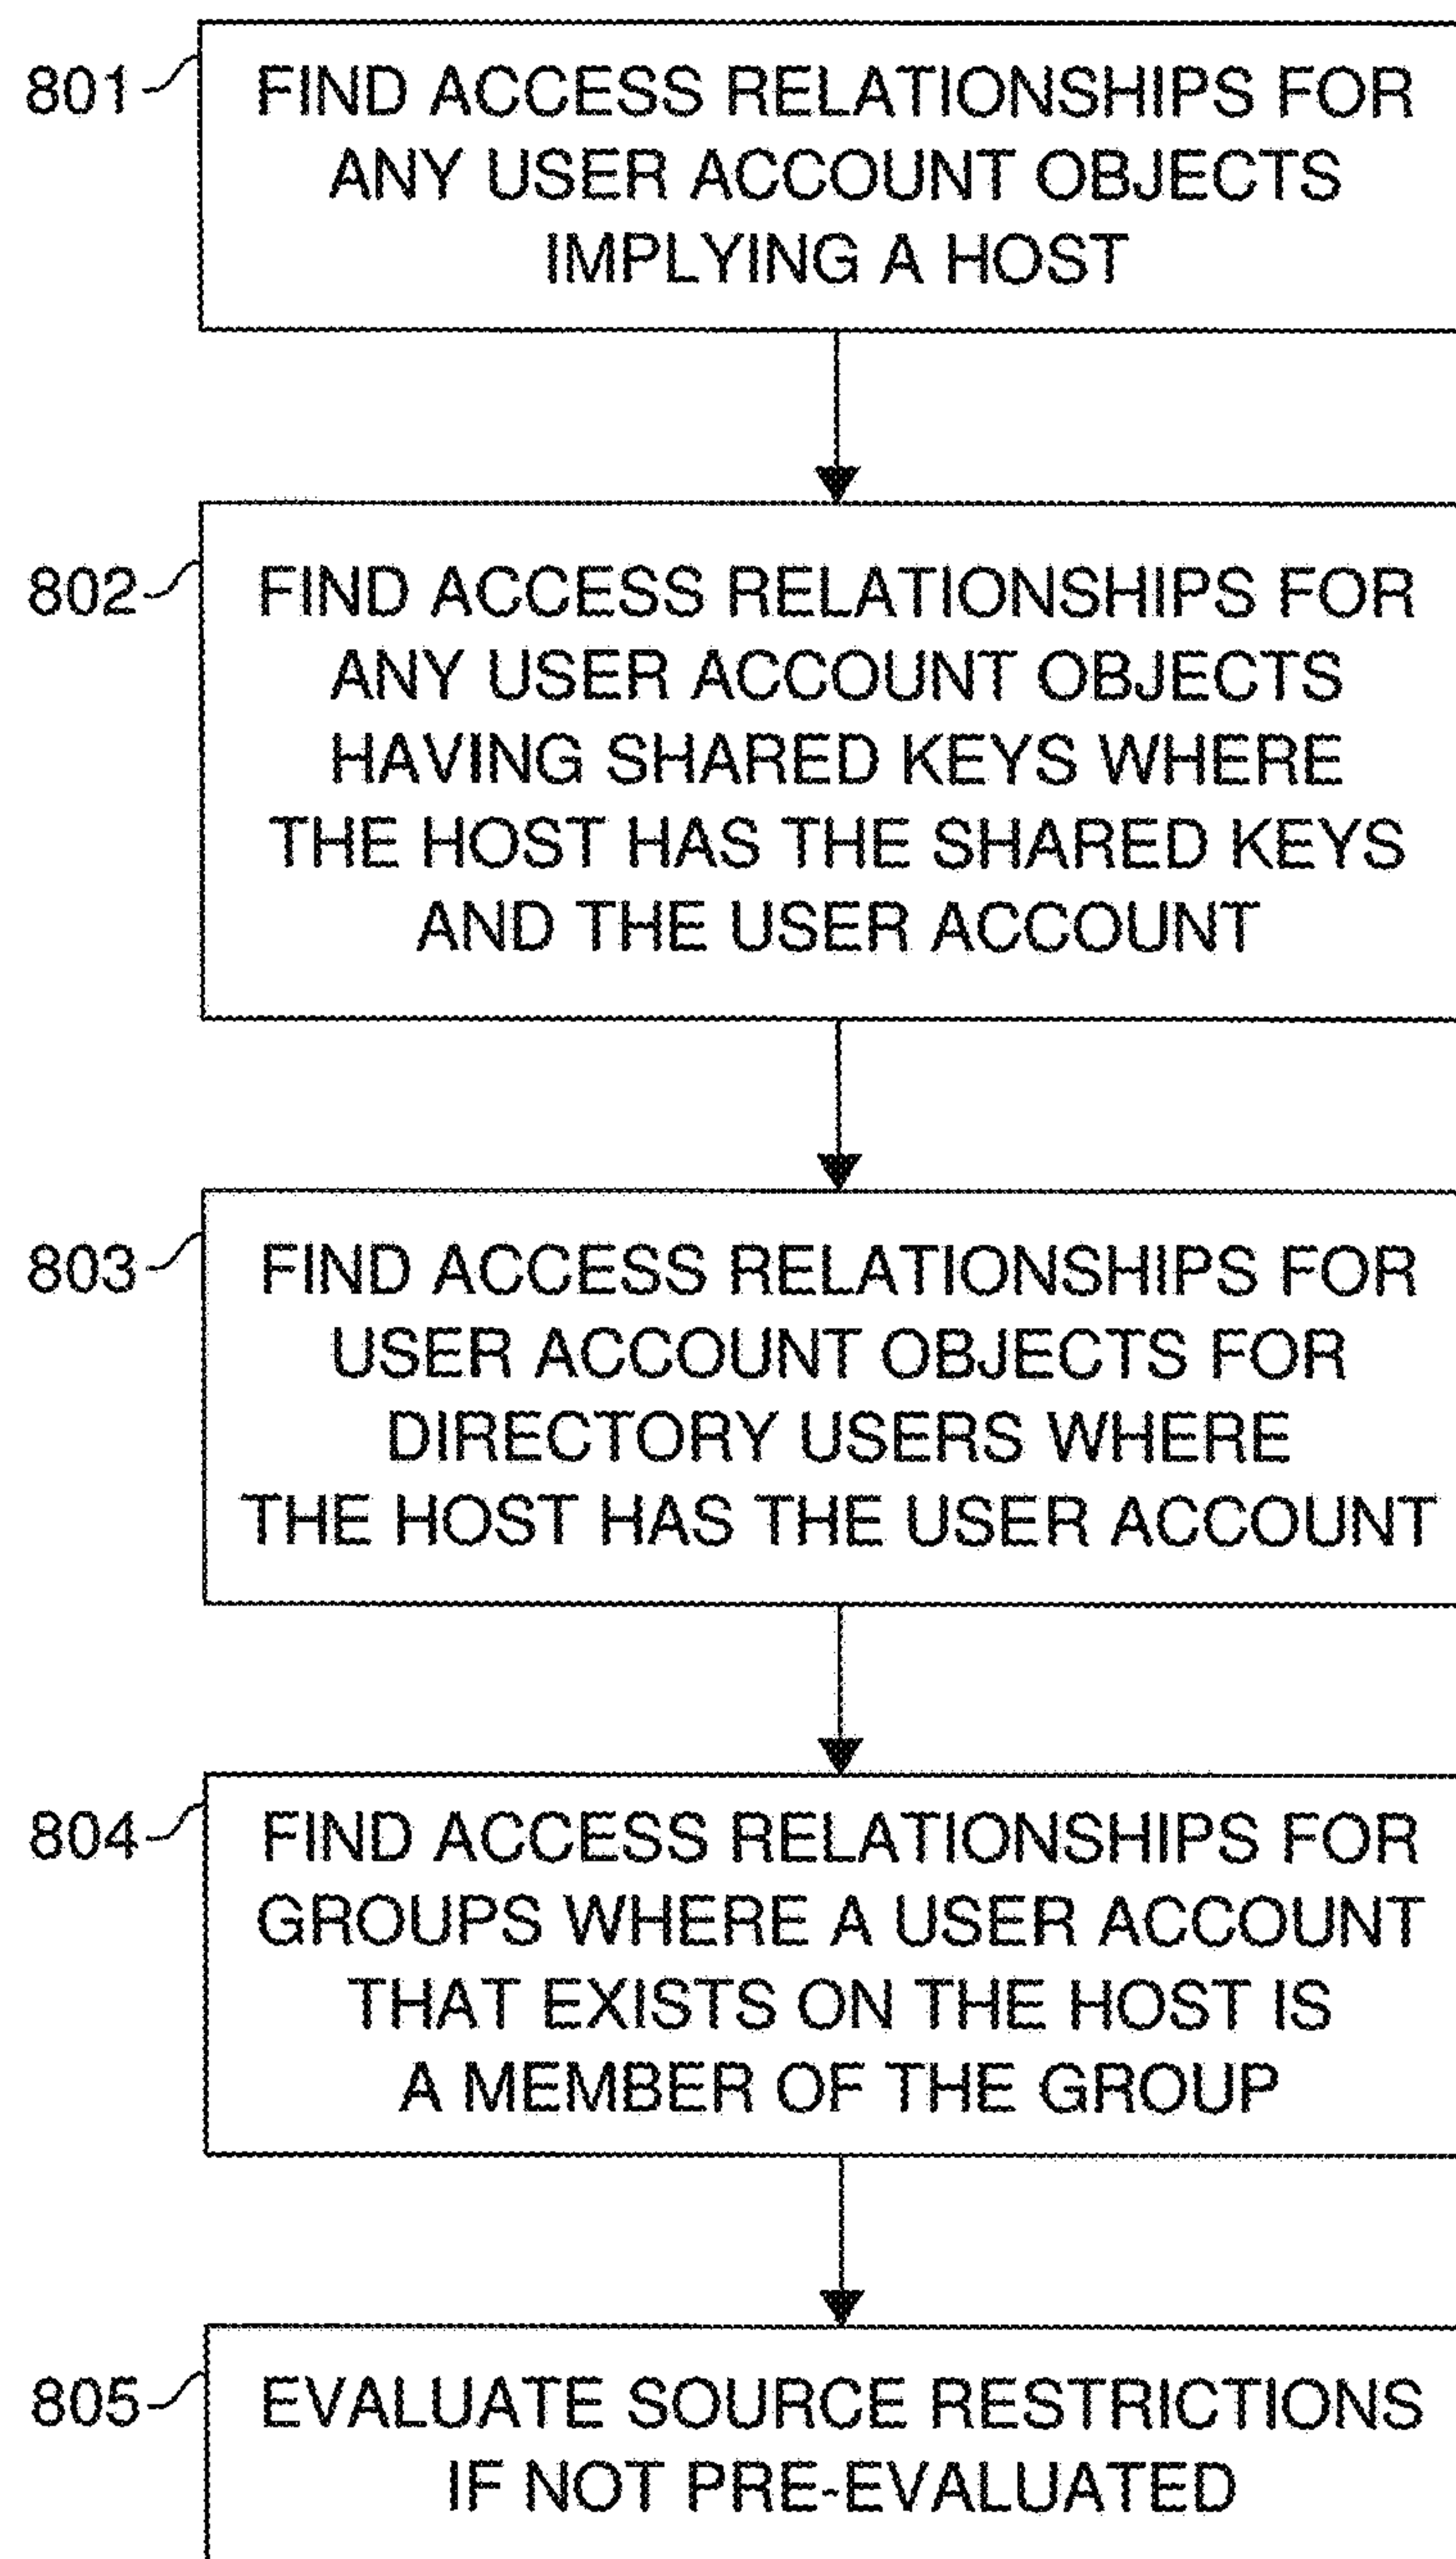 801 FIND ACCESS RELATIONSHIPS FOR
ANY USER ACCOUNT OBJECTS
IMPLYING A HOST
802 FIND ACCESS RELATIONSHIPS FOR
ANY USER ACCOUNT OBJECTS
HAVING SHARED KEYS WHERE
THE HOST HAS THE SHARED KEYS
AND THE USER ACCOUNT
803 FIND ACCESS RELATIONSHIPS FOR
USER ACCOUNT OBJECTS FOR
DIRECTORY USERS WHERE
THE HOST HAS THE USER ACCOUNT
804 FIND ACCESS RELATIONSHIPS FOR
GROUPS WHERE A USER ACCOUNT
THAT EXISTS ON THE HOST IS
A MEMBER OF THE GROUP
805 EVALUATE SOURCE RESTRICTIONS
IF NOT PRE-EVALUATED